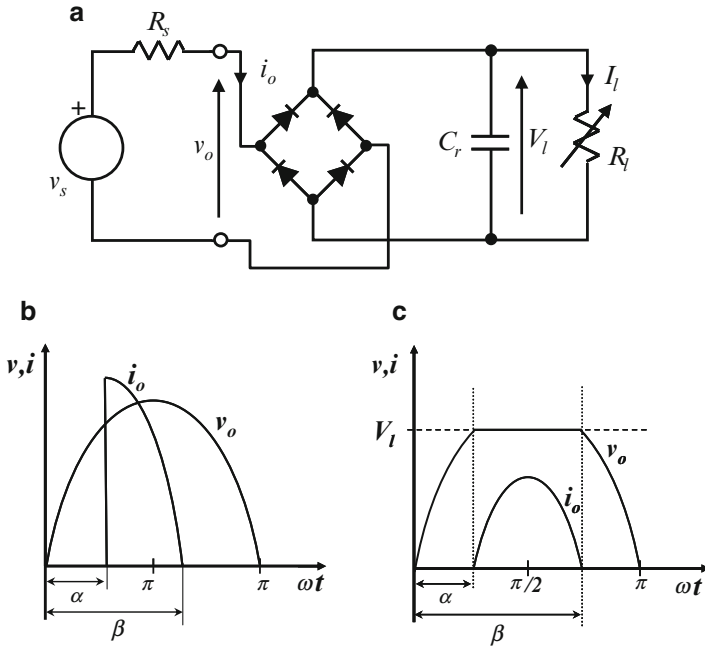 a
R_s
i_o
I_l
+
v_o
C_r
V_l
R_l
v_s
b
v,i
i_o
v_o
π
π
ωt
α
β
c
v,i
V_l
v_o
i_o
π/2
π
ωt
α
β